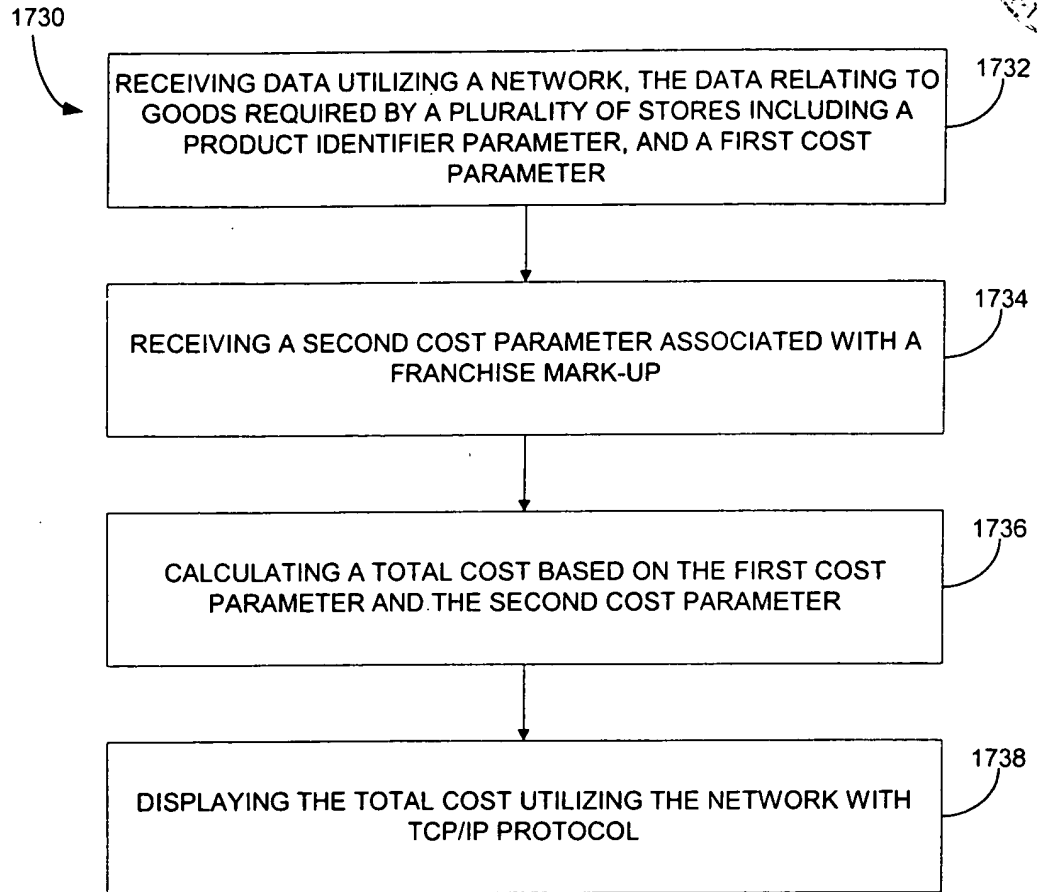 1730
RECEIVING DATA UTILIZING A NETWORK, THE DATA RELATING TO
GOODS REQUIRED BY A PLURALITY OF STORES INCLUDING A
PRODUCT IDENTIFIER PARAMETER, AND A FIRST COST
PARAMETER
1732
RECEIVING A SECOND COST PARAMETER ASSOCIATED WITH A
FRANCHISE MARK-UP
1734
CALCULATING A TOTAL COST BASED ON THE FIRST COST
PARAMETER AND THE SECOND COST PARAMETER
1736
DISPLAYING THE TOTAL COST UTILIZING THE NETWORK WITH
TCP/IP PROTOCOL
1738